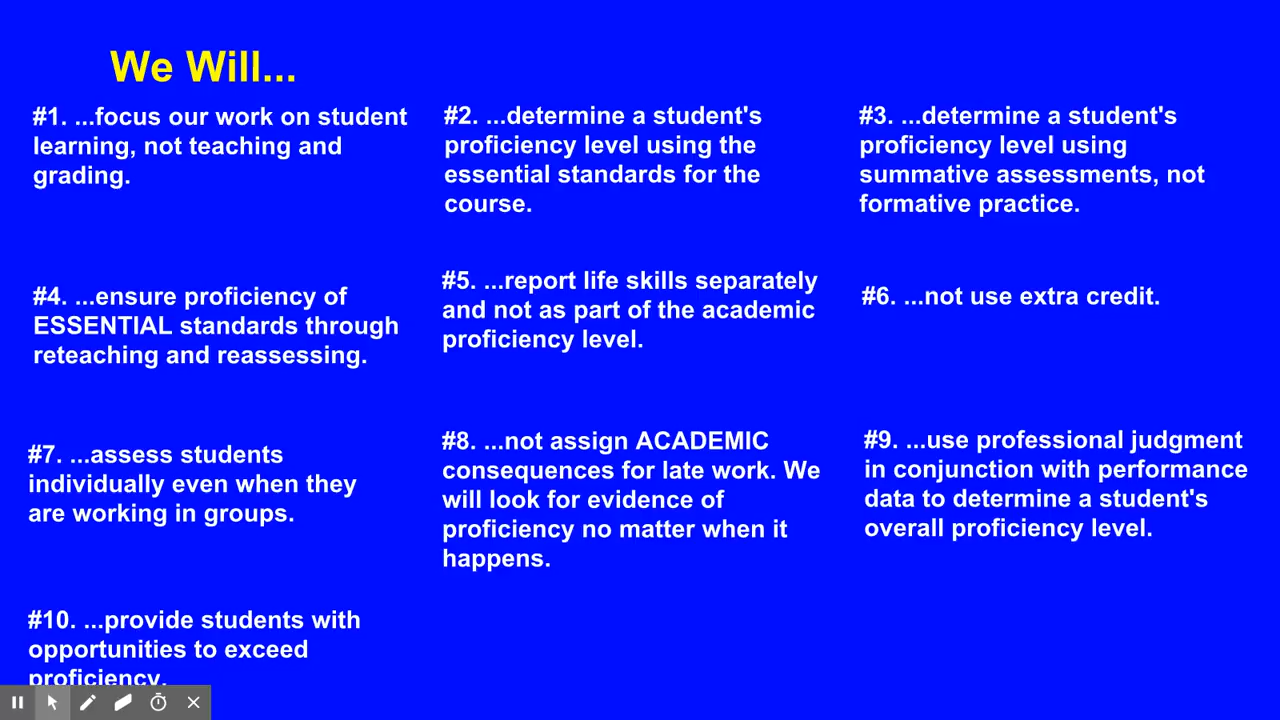 We Will...
#1. ...focus our work on student
learning, not teaching and
grading.
#2. ...determine a student's
proficiency level using the
essential standards for the
course.
#3. ...determine a student's
proficiency level using
summative assessments, not
formative practice.
#4. ...ensure proficiency of
ESSENTIAL standards through
reteaching and reassessing.
#5. ...report life skills separately
and not as part of the academic
proficiency level.
#6. ...not use extra credit.
#7. ...assess students
individually even when they
are working in groups.
#8. ...not assign ACADEMIC
consequences for late work. We
will look for evidence of
proficiency no matter when it
happens.
#9. ...use professional judgment
in conjunction with performance
data to determine a student's
overall proficiency level.
#10. ...provide students with
opportunities to exceed
proficiency.